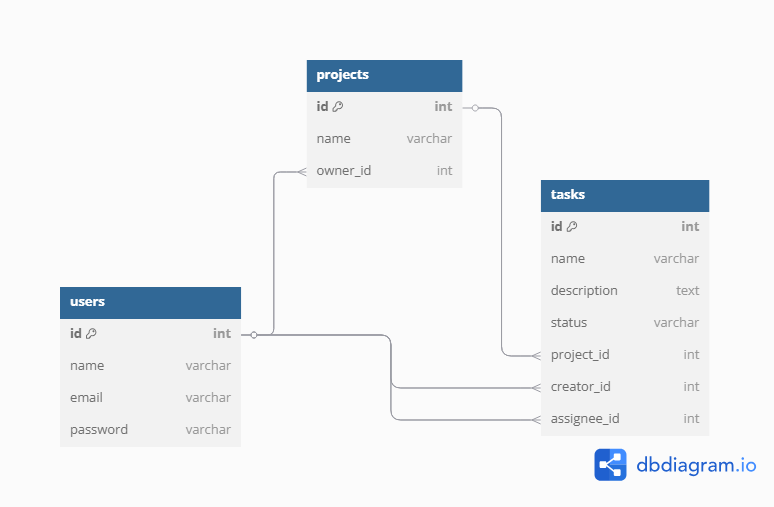 projects
id int
name varchar
owner_id int
tasks
id int
name varchar
description text
status varchar
project_id int
creator_id int
assignee_id int
users
id int
name varchar
email varchar
password varchar
dbdiagram.io